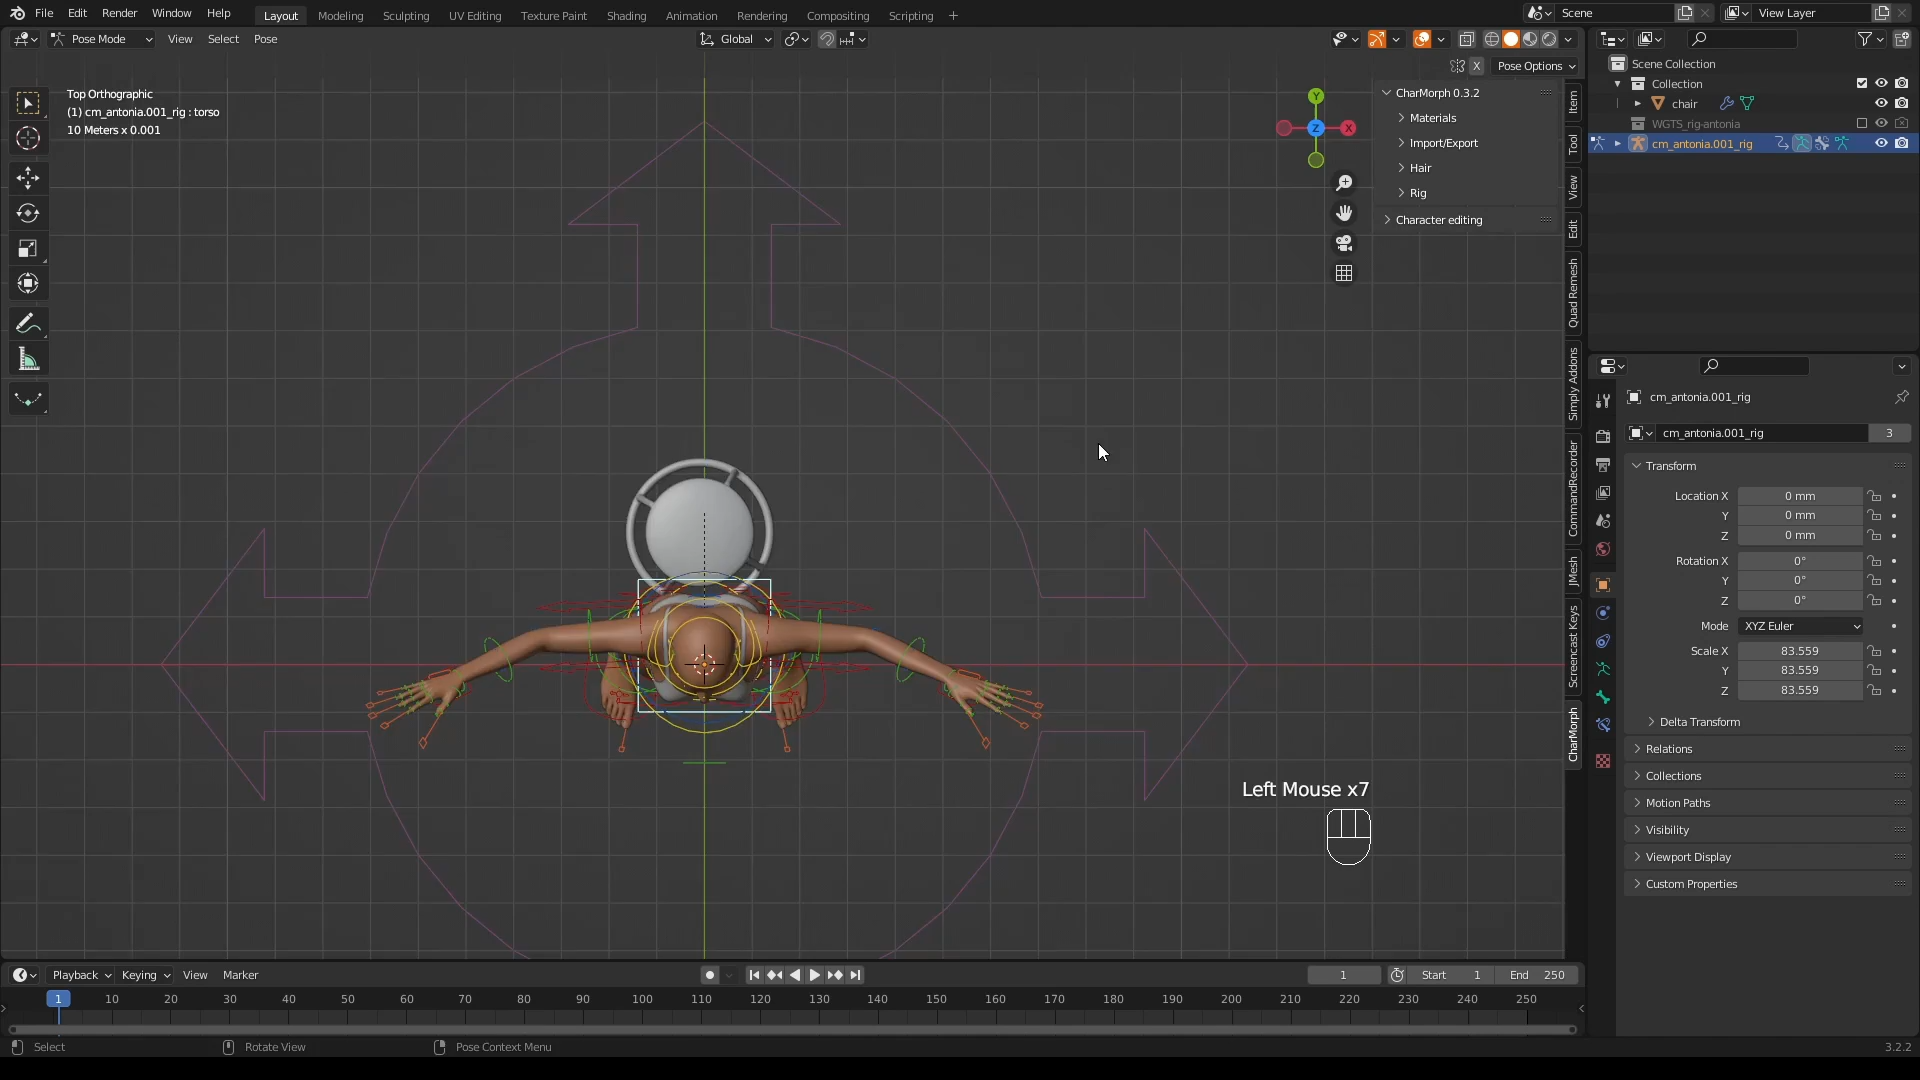 File Edit Render Window Help Layout Modeling Sculpting UV Editing Texture Paint Shading Animation Rendering Compositing Scripting + Scene View Layer
Pose Mode View Select Pose Global
X Pose Options
Top Orthographic
(1) cm_antonia.001_rig : torso
10 Meters x 0.001
Y
X
Z
CharMorph 0.3.2
Materials
Import/Export
Hair
Rig
Character editing
Item
Tool
View
Edit
Quad Remesh
Simply Addons
CommandRecorder
JMesh
Screencast Keys
CharMorph
Scene Collection
Collection
chair
WGTS_rig-antonia
cm_antonia.001_rig
cm_antonia.001_rig
cm_antonia.001_rig 3
Transform
Location X 0 mm
Y 0 mm
Z 0 mm
Rotation X 0°
Y 0°
Z 0°
Mode XYZ Euler
Scale X 83.559
Y 83.559
Z 83.559
Delta Transform
Relations
Collections
Motion Paths
Visibility
Viewport Display
Custom Properties
Left Mouse x7
Playback Keying View Marker 1 Start 1 End 250
1 10 20 30 40 50 60 70 80 90 100 110 120 130 140 150 160 170 180 190 200 210 220 230 240 250
Select Rotate View Pose Context Menu 3.2.2